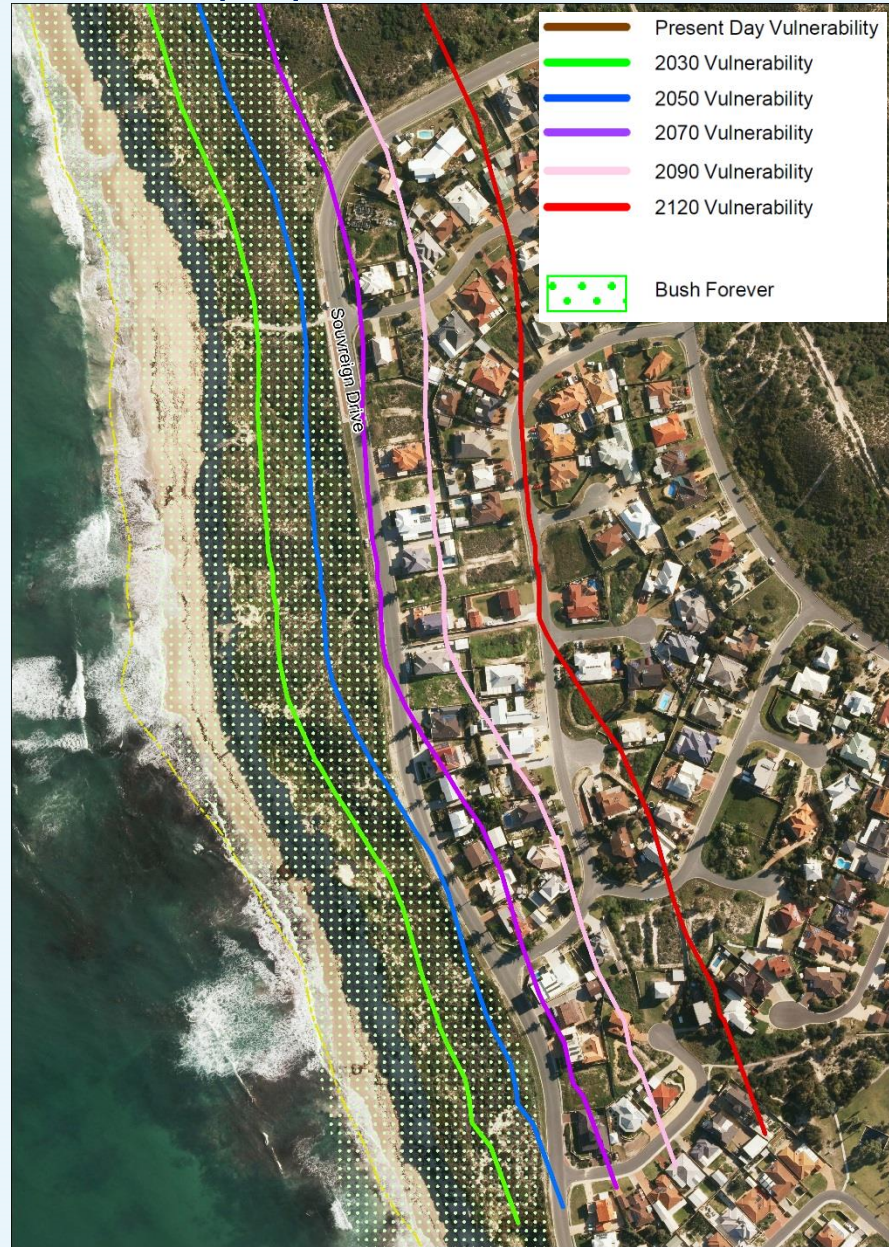 Present Day Vulnerability
2030 Vulnerability
2050 Vulnerability
2070 Vulnerability
2090 Vulnerability
2120 Vulnerability
Bush Forever
Souvreign Drive